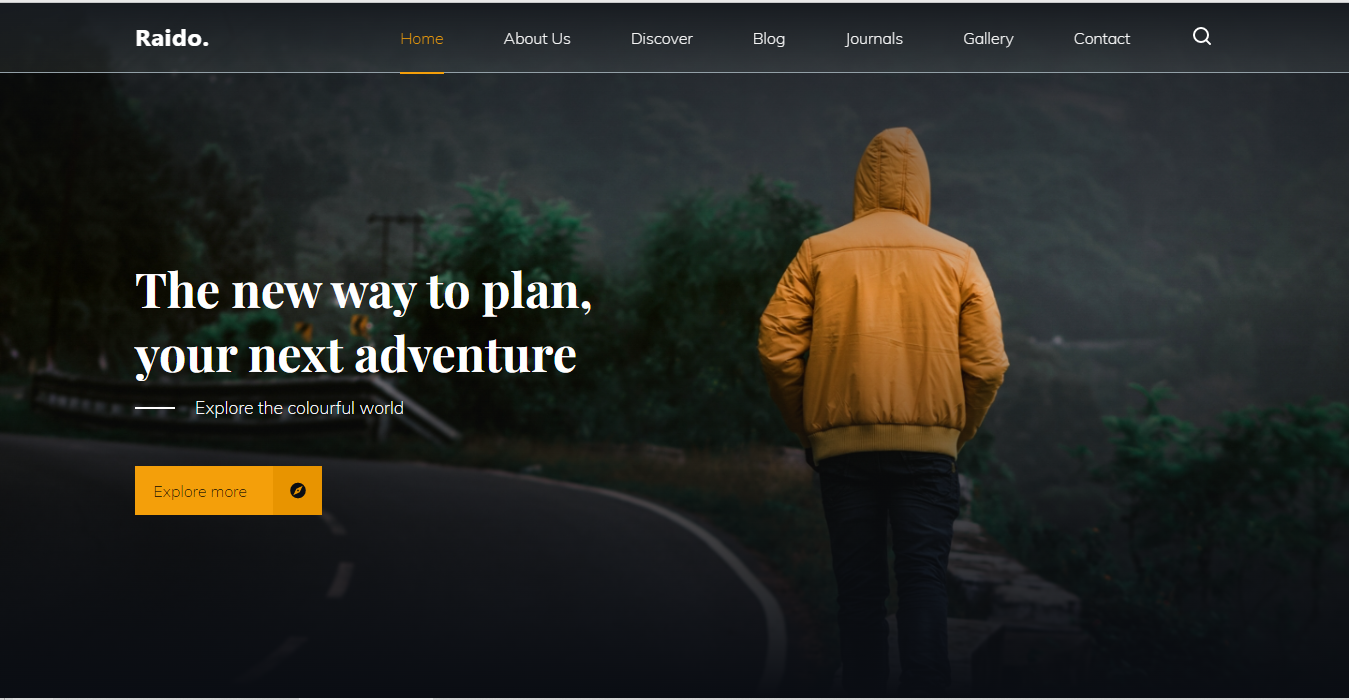 Raido.
Home About Us Discover Blog Journals Gallery Contact
The new way to plan,
your next adventure
Explore the colourful world
Explore more